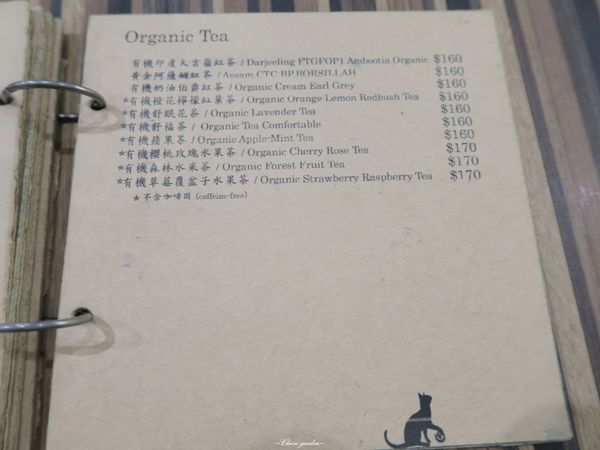 Organic Tea
有機印度大吉嶺紅茶 / Darjeeling FTGFOP1 Ambootia Organic $160
黃金阿薩姆紅茶 / Assam.CTC BP.BORSILLAH $160
有機奶油伯爵紅茶 / Organic Cream Earl Grey $160
*有機橙花檸檬紅葉茶 / Organic Orange Lemon Redbush Tea $160
*有機舒眠花茶 / Organic Lavender Tea $160
*有機舒福茶 / Organic Tea Comfortable $160
*有機蘋果茶 / Organic Apple-Mint Tea $160
*有機櫻桃玫瑰水果茶 / Organic Cherry Rose Tea $170
*有機森林水果茶 / Organic Forest Fruit Tea $170
*有機草莓覆盆子水果茶 / Organic Strawberry Raspberry Tea $170
*不含咖啡因 (caffeine-free)
~Claire garden~